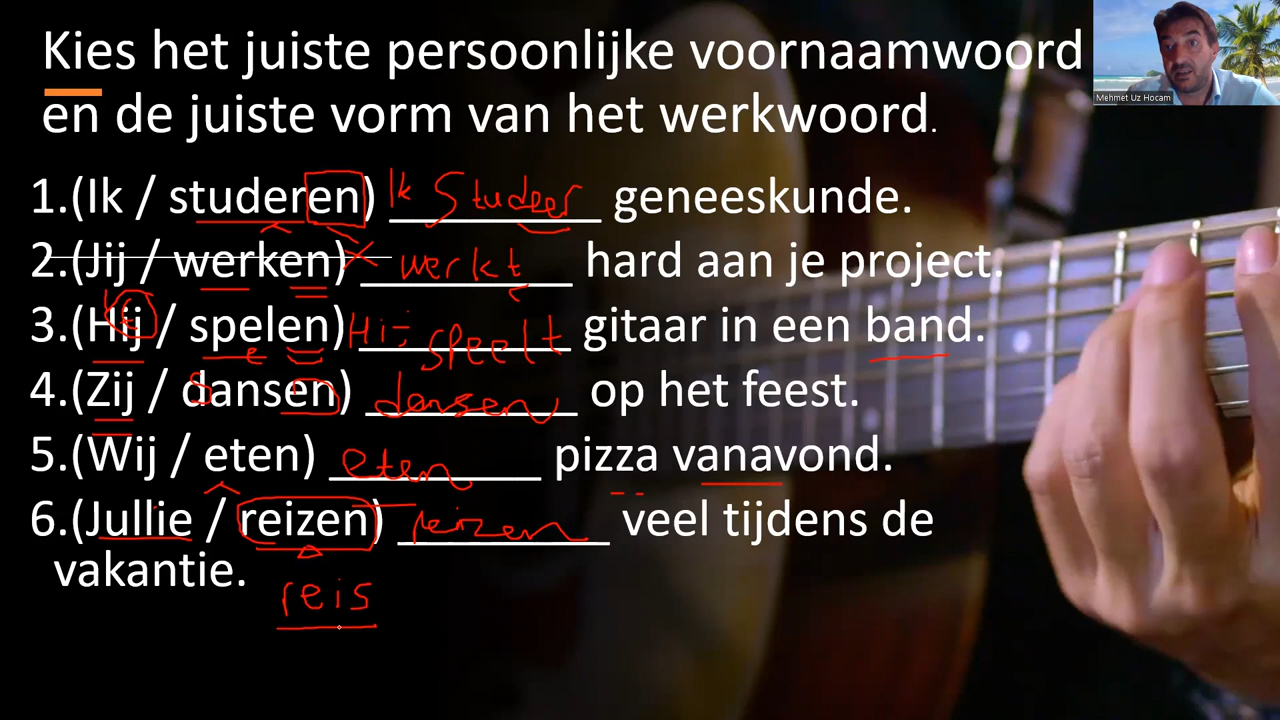 Kies het juiste persoonlijke voornaamwoord
en de juiste vorm van het werkwoord.
Mehmet Uz Hocam
1.(Ik / studeren) Ik Studeer geneeskunde.
2.(Jij / werken) werkt hard aan je project.
3.(Hij / spelen) Hij speelt gitaar in een band.
4.(Zij / dansen) dansen op het feest.
5.(Wij / eten) eten pizza vanavond.
6.(Jullie / reizen) reizen veel tijdens de
vakantie.
reis